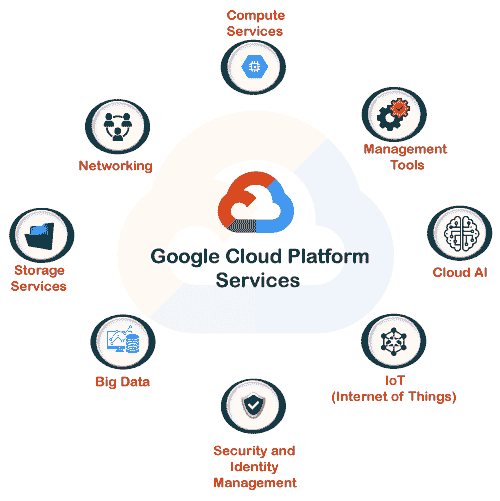 Compute
Services
Networking
Management
Tools
Google Cloud Platform
Services
Storage
Services
Cloud AI
Big Data
IoT
(Internet of Things)
Security and
Identity
Management